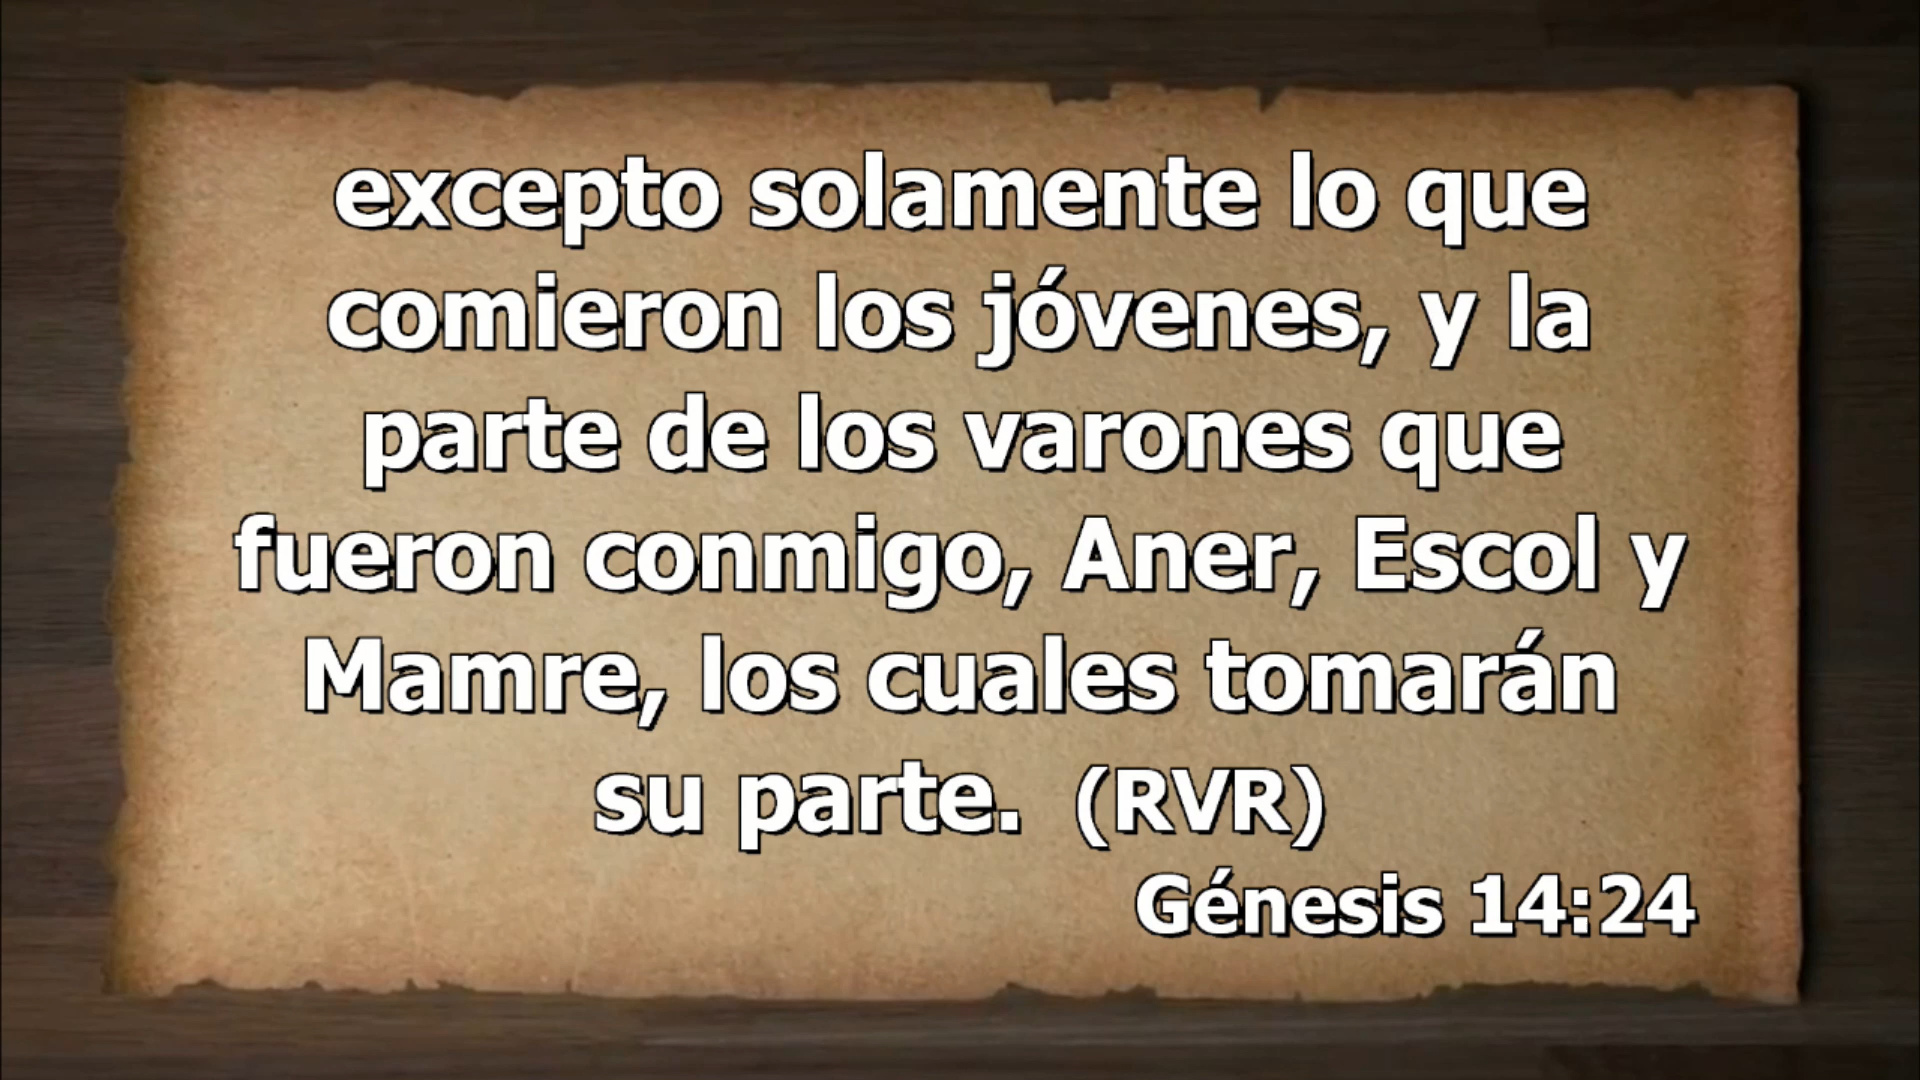 excepto solamente lo que
comieron los jóvenes, y la
parte de los varones que
fueron conmigo, Aner, Escol y
Mamre, los cuales tomarán
su parte.  (RVR)
Génesis 14:24